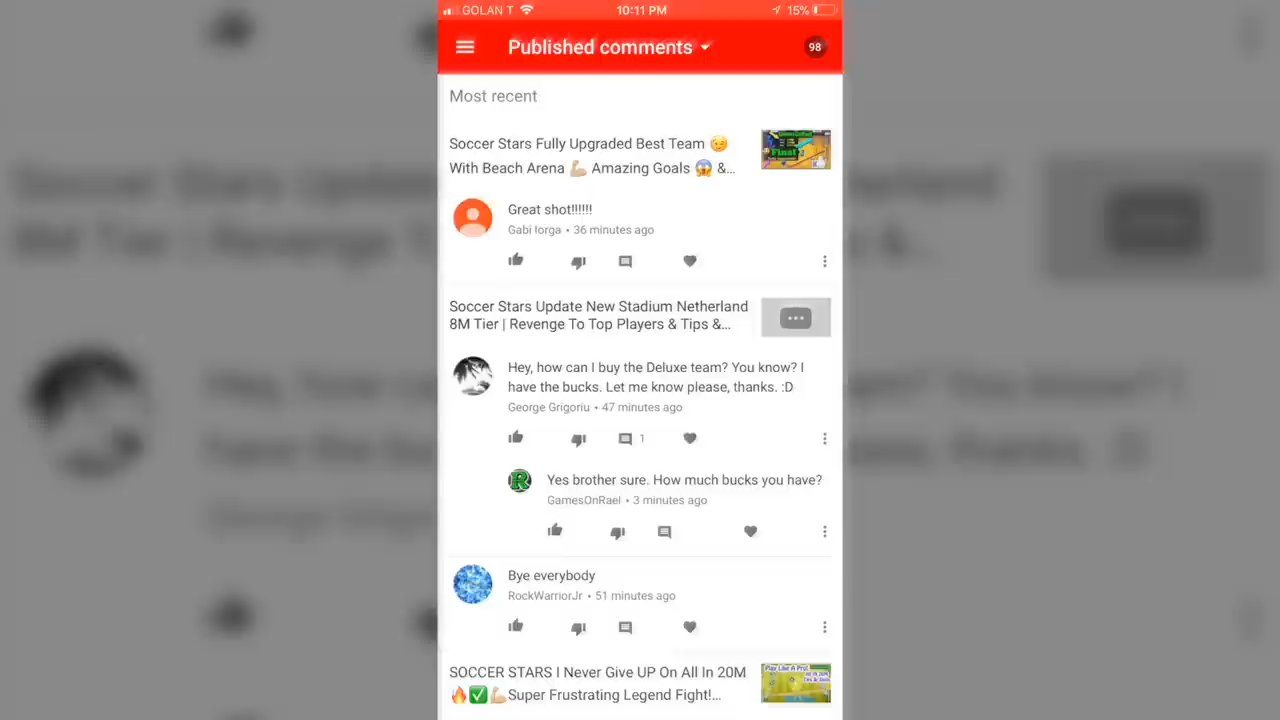 GOLAN T 10:11 PM 15%
Published comments 98
Most recent
Soccer Stars Fully Upgraded Best Team 😉
With Beach Arena 💪🏼 Amazing Goals 😱 &...
Great shot!!!!!!
Gabi Iorga • 36 minutes ago
Soccer Stars Update New Stadium Netherland
8M Tier | Revenge To Top Players & Tips &...
Hey, how can I buy the Deluxe team? You know? I
have the bucks. Let me know please, thanks. :D
George Grigoriu • 47 minutes ago
1
Yes brother sure. How much bucks you have?
GamesOnRael • 3 minutes ago
Bye everybody
RockWarriorJr • 51 minutes ago
SOCCER STARS I Never Give UP On All In 20M
🔥✅💪🏼Super Frustrating Legend Fight!...
Play Like A Pro!